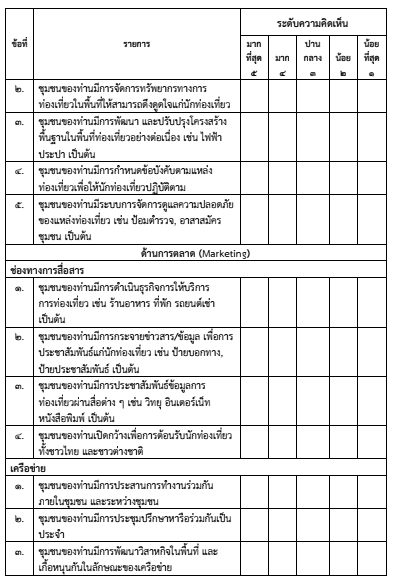 ระดับความคิดเห็น
ข้อที่ รายการ มากที่สุด มาก ปานกลาง น้อย น้อยที่สุด
๕ ๔ ๓ ๒ ๑
๒. ชุมชนของท่านมีการจัดการทรัพยากรทางการ
ท่องเที่ยวในพื้นที่ให้สามารถดึงดูดใจแก่นักท่องเที่ยว
๓. ชุมชนของท่านมีการพัฒนา และปรับปรุงโครงสร้าง
พื้นฐานในพื้นที่ท่องเที่ยวอย่างต่อเนื่อง เช่น ไฟฟ้า
ประปา เป็นต้น
๔. ชุมชนของท่านมีการกำหนดข้อบังคับตามแหล่ง
ท่องเที่ยวเพื่อให้นักท่องเที่ยวปฏิบัติตาม
๕. ชุมชนของท่านมีระบบการจัดการดูแลความปลอดภัย
ของแหล่งท่องเที่ยว เช่น ป้อมตำรวจ, อาสาสมัคร
ชุมชน เป็นต้น
ด้านการตลาด (Marketing)
ช่องทางการสื่อสาร
๑. ชุมชนของท่านมีการดำเนินธุรกิจการให้บริการ
การท่องเที่ยว เช่น ร้านอาหาร ที่พัก รถยนต์เช่า
เป็นต้น
๒. ชุมชนของท่านมีการกระจายข่าวสาร/ข้อมูล เพื่อการ
ประชาสัมพันธ์แก่นักท่องเที่ยว เช่น ป้ายบอกทาง,
ป้ายประชาสัมพันธ์ เป็นต้น
๓. ชุมชนของท่านมีการประชาสัมพันธ์ข้อมูลการ
ท่องเที่ยวผ่านสื่อต่าง ๆ เช่น วิทยุ อินเตอร์เน็ท
หนังสือพิมพ์ เป็นต้น
๔. ชุมชนของท่านเปิดกว้างเพื่อการต้อนรับนักท่องเที่ยว
ทั้งชาวไทย และชาวต่างชาติ
เครือข่าย
๑. ชุมชนของท่านมีการประสานการทำงานร่วมกัน
ภายในชุมชน และระหว่างชุมชน
๒. ชุมชนของท่านมีการประชุมปรึกษาหารือร่วมกันเป็น
ประจำ
๓. ชุมชนของท่านมีการพัฒนาวิสาหกิจในพื้นที่ และ
เกื้อหนุนกันในลักษณะของเครือข่าย